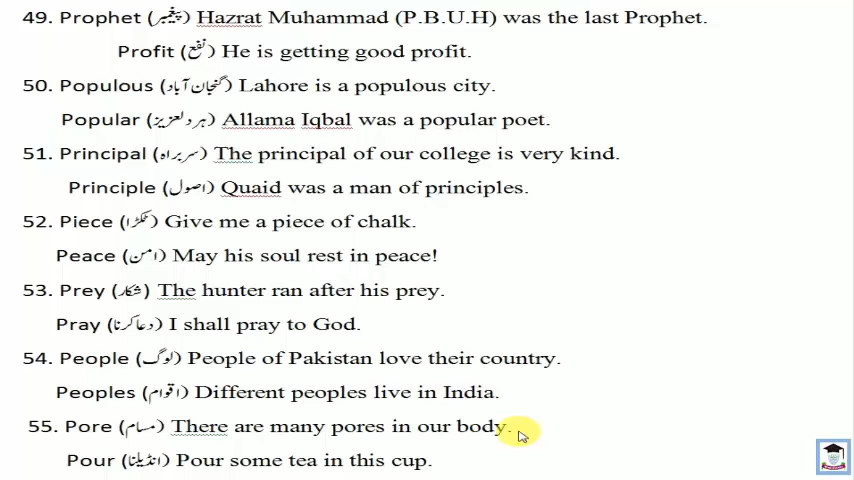 49. Prophet (پیغمبر) Hazrat Muhammad (P.B.U.H) was the last Prophet.
Profit (نفع) He is getting good profit.
50. Populous (گنجان آباد) Lahore is a populous city.
Popular (ہردلعزیز) Allama Iqbal was a popular poet.
51. Principal (سربراہ) The principal of our college is very kind.
Principle (اصول) Quaid was a man of principles.
52. Piece (ٹکڑا) Give me a piece of chalk.
Peace (امن) May his soul rest in peace!
53. Prey (شکار) The hunter ran after his prey.
Pray (دعا کرنا) I shall pray to God.
54. People (لوگ) People of Pakistan love their country.
Peoples (اقوام) Different peoples live in India.
55. Pore (مسام) There are many pores in our body.
Pour (انڈیلنا) Pour some tea in this cup.